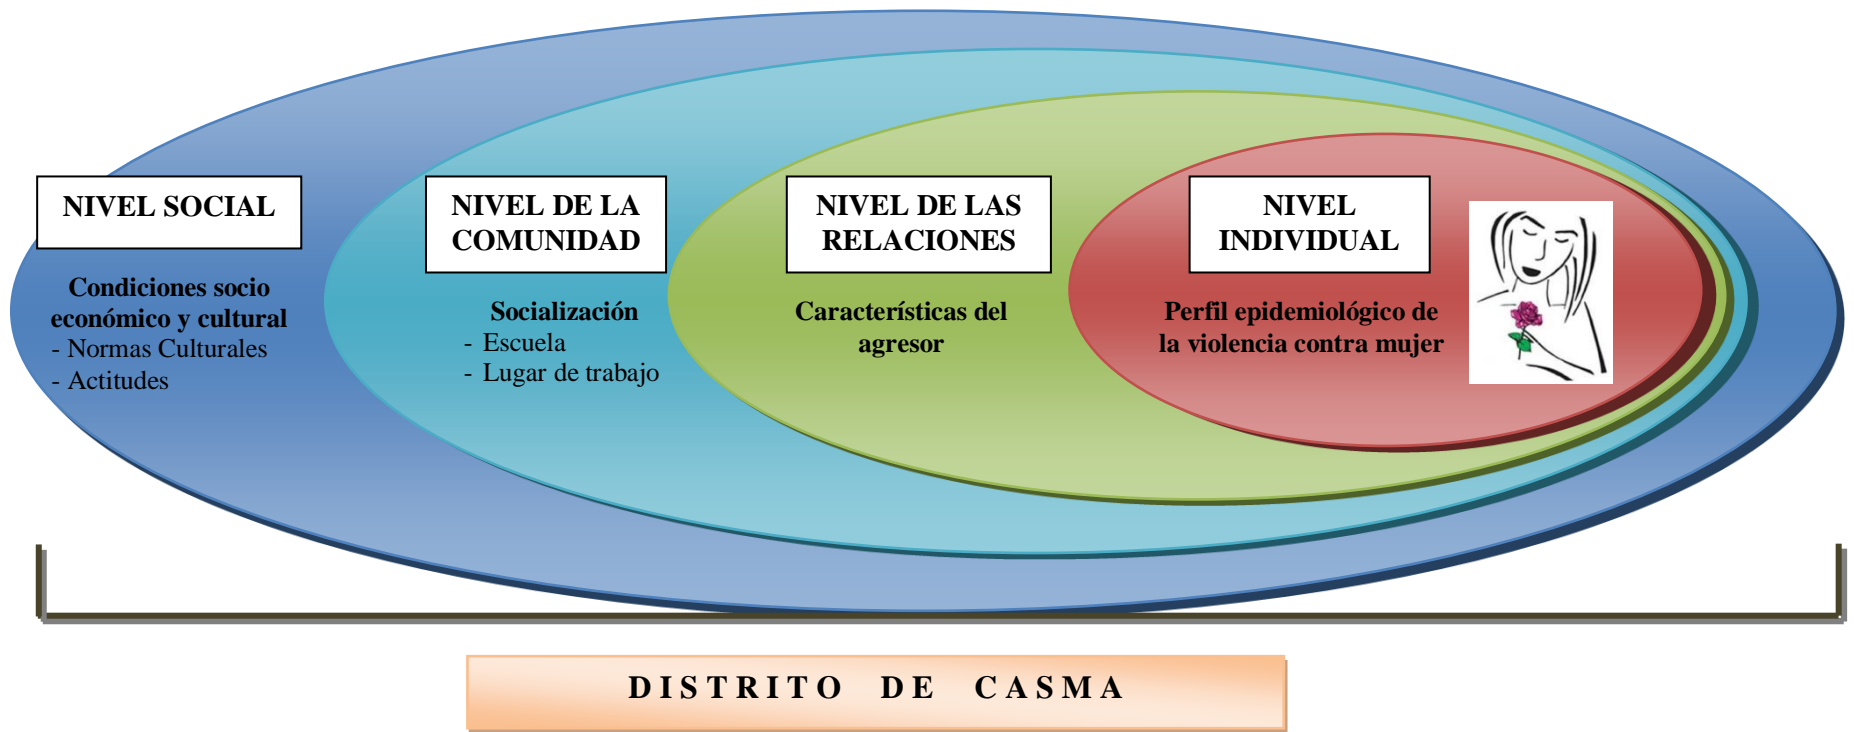 NIVEL SOCIAL
Condiciones socio
económico y cultural
- Normas Culturales
- Actitudes
NIVEL DE LA
COMUNIDAD
Socialización
- Escuela
- Lugar de trabajo
NIVEL DE LAS
RELACIONES
Características del
agresor
NIVEL
INDIVIDUAL
Perfil epidemiológico de
la violencia contra mujer
DISTRITO DE CASMA